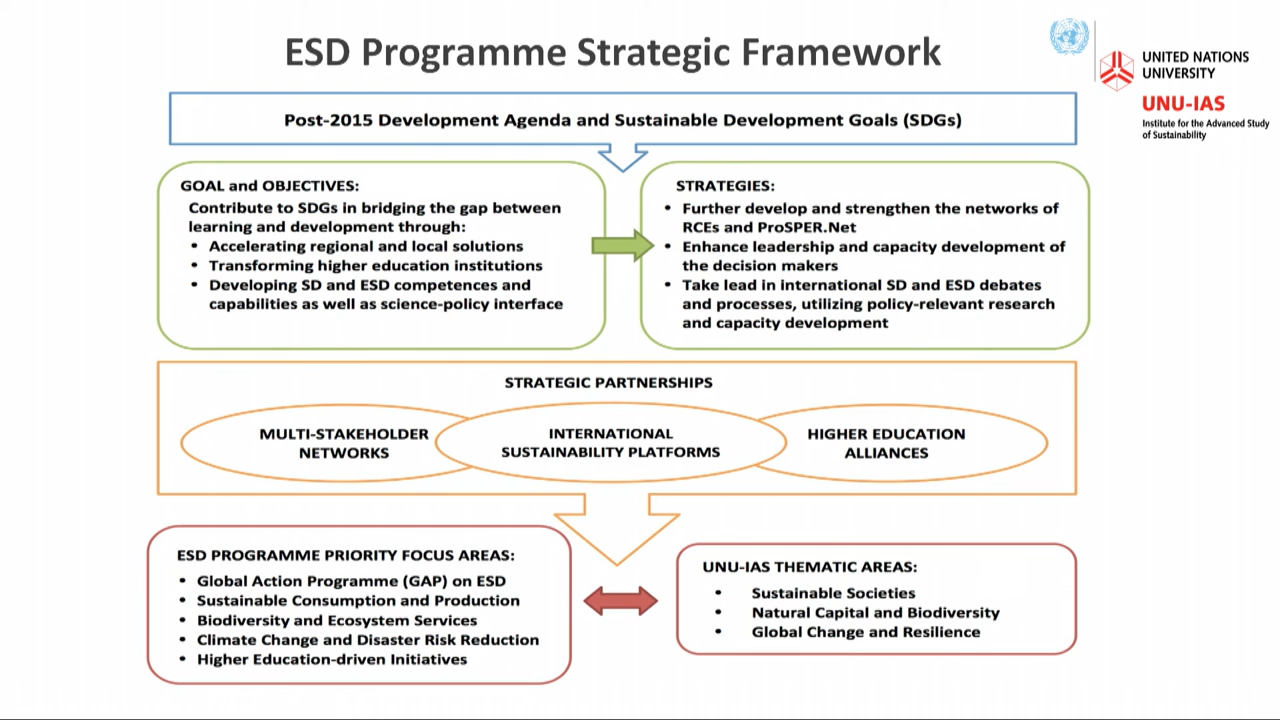 ESD Programme Strategic Framework
UNITED NATIONS
UNIVERSITY
UNU-IAS
Institute for the Advanced Study
of Sustainability
Post-2015 Development Agenda and Sustainable Development Goals (SDGs)
GOAL and OBJECTIVES:
Contribute to SDGs in bridging the gap between
learning and development through:
• Accelerating regional and local solutions
• Transforming higher education institutions
• Developing SD and ESD competences and
capabilities as well as science-policy interface
STRATEGIES:
• Further develop and strengthen the networks of
RCEs and ProSPER.Net
• Enhance leadership and capacity development of
the decision makers
• Take lead in international SD and ESD debates
and processes, utilizing policy-relevant research
and capacity development
STRATEGIC PARTNERSHIPS
MULTI-STAKEHOLDER
NETWORKS
INTERNATIONAL
SUSTAINABILITY PLATFORMS
HIGHER EDUCATION
ALLIANCES
ESD PROGRAMME PRIORITY FOCUS AREAS:
• Global Action Programme (GAP) on ESD
• Sustainable Consumption and Production
• Biodiversity and Ecosystem Services
• Climate Change and Disaster Risk Reduction
• Higher Education-driven Initiatives
UNU-IAS THEMATIC AREAS:
• Sustainable Societies
• Natural Capital and Biodiversity
• Global Change and Resilience